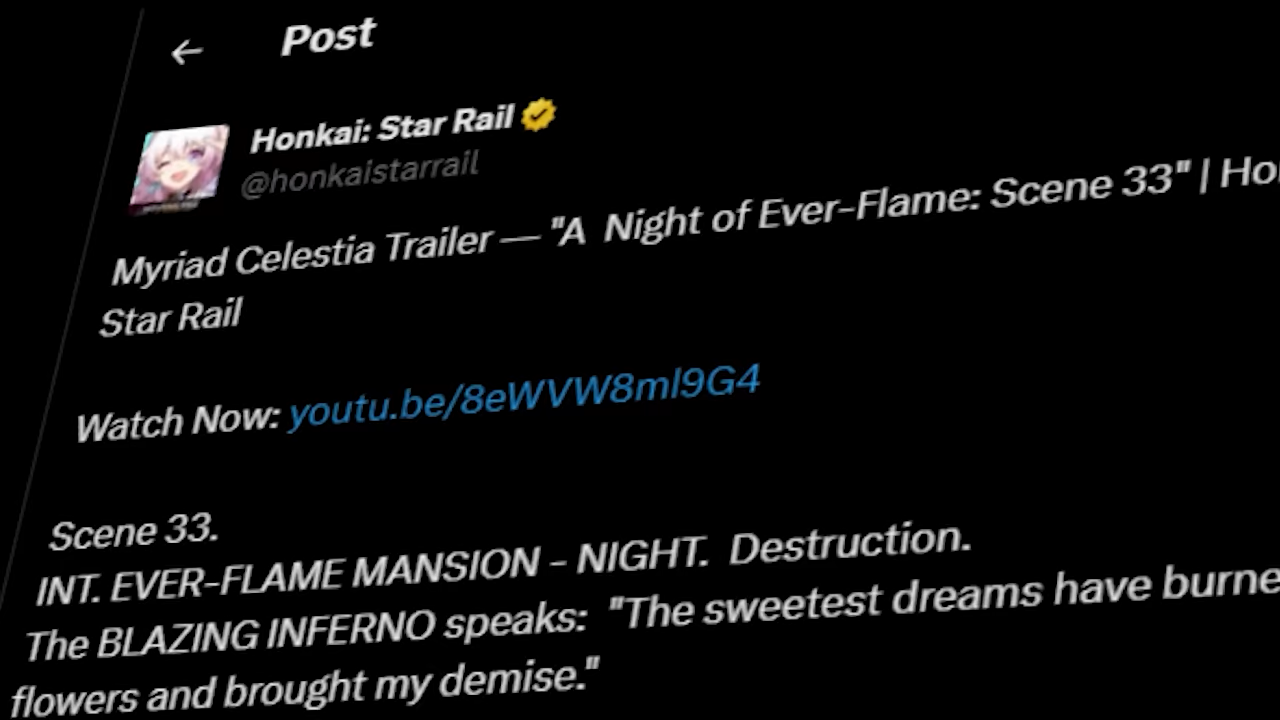 Post
Honkai: Star Rail
@honkaistarrail
Myriad Celestia Trailer — "A Night of Ever-Flame: Scene 33" |
Star Rail
Watch Now: youtu.be/8eWVW8ml9G4
Scene 33.
INT. EVER-FLAME MANSION - NIGHT. Destruction.
The BLAZING INFERNO speaks: "The sweetest dreams have burne
flowers and brought my demise."